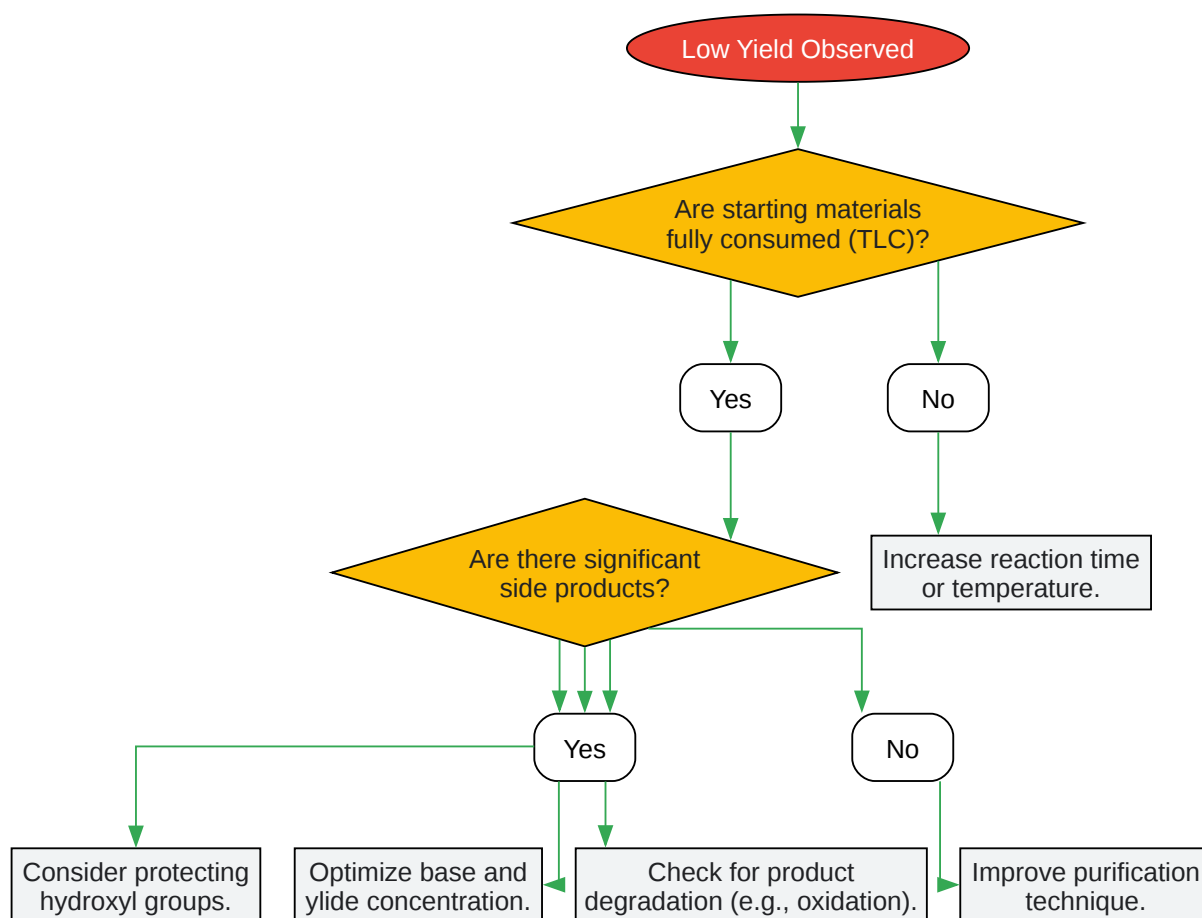 Low Yield Observed
Are starting materials
fully consumed (TLC)?
Yes
No
Increase reaction time
or temperature.
Are there significant
side products?
Yes
No
Consider protecting
hydroxyl groups.
Optimize base and
ylide concentration.
Check for product
degradation (e.g., oxidation).
Improve purification
technique.